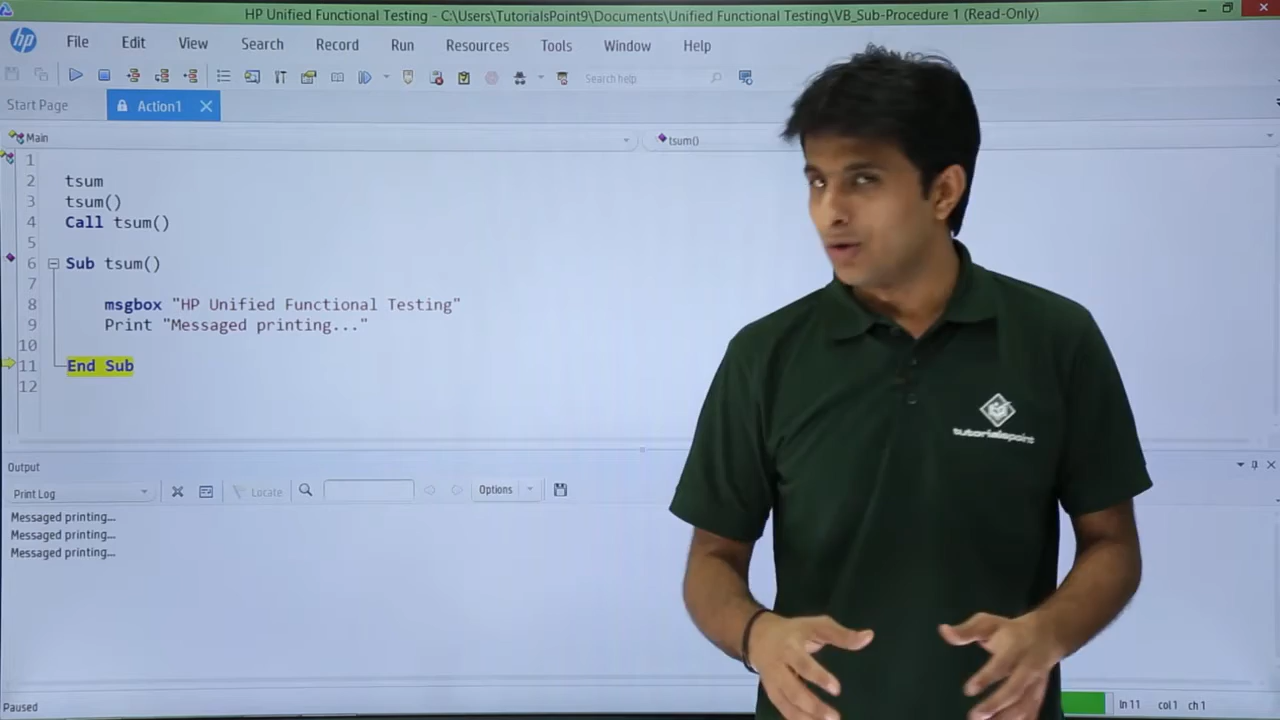 HP Unified Functional Testing - C:\Users\TutorialsPoint9\Documents\Unified Functional Testing\VB_Sub-Procedure 1 (Read-Only)
hp File Edit View Search Record Run Resources Tools Window Help
Search help
Start Page Action1
Main tsum()
1
2 tsum
3 tsum()
4 Call tsum()
5
6 Sub tsum()
7
8 msgbox "HP Unified Functional Testing"
9 Print "Messaged printing..."
10
11 End Sub
12
tutorialspoint
Output
Print Log Locate Options
Messaged printing...
Messaged printing...
Messaged printing...
Paused ln 11 col 1 ch 1